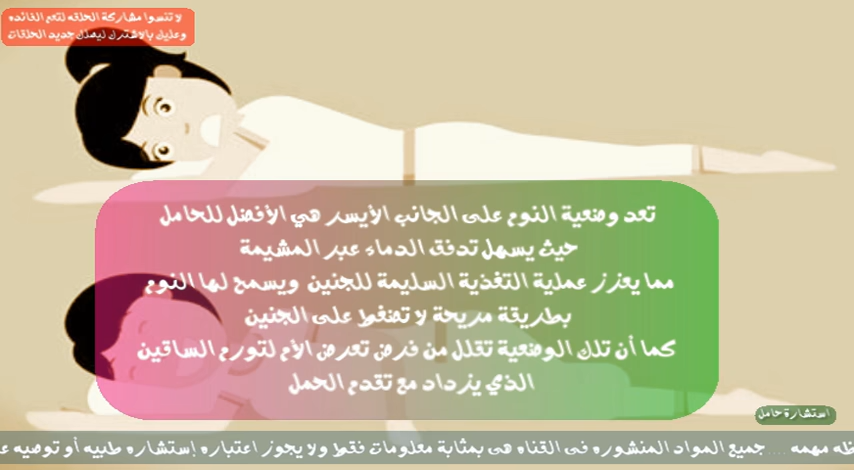 لا تنسوا مشاركة الحلقه لتعم الفائده
وعليك بالاشترك ليصلك جديد الحلقات
تعد وضعية النوم على الجانب الأيسر هي الأفضل للحامل
حيث يسهل تدفق الدماء عبر المشيمة
مما يعزز عملية التغذية السليمة للجنين ويسمح لها النوم
بطريقة مريحة لا تضغط على الجنين
كما أن تلك الوضعية تقلل من فرص تعرض الأم لتورم الساقين
الذي يزداد مع تقدم الحمل
استشارة حامل
ظه مهمه .... جميع المواد المنشوره فى القناه هى بمثابة معلومات فقط ولا يجوز اعتباره إستشاره طبيه أو توصيه ع